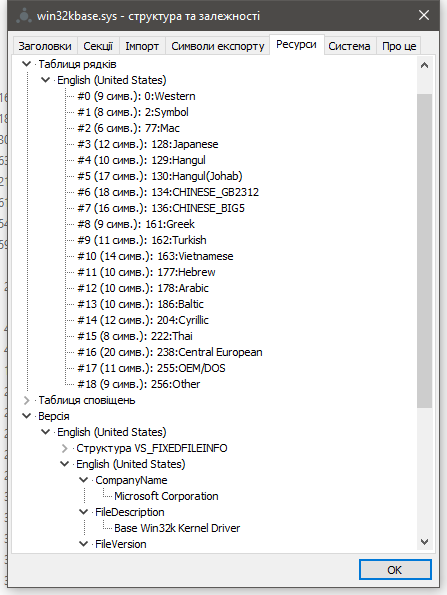 win32kbase.sys - структура та залежності
Заголовки Секції Імпорт Символи експорту Ресурси Система Про це
Таблиця рядків
English (United States)
#0 (9 симв.): 0:Western
#1 (8 симв.): 2:Symbol
#2 (6 симв.): 77:Mac
#3 (12 симв.): 128:Japanese
#4 (10 симв.): 129:Hangul
#5 (17 симв.): 130:Hangul(Johab)
#6 (18 симв.): 134:CHINESE_GB2312
#7 (16 симв.): 136:CHINESE_BIG5
#8 (9 симв.): 161:Greek
#9 (11 симв.): 162:Turkish
#10 (14 симв.): 163:Vietnamese
#11 (10 симв.): 177:Hebrew
#12 (10 симв.): 178:Arabic
#13 (10 симв.): 186:Baltic
#14 (12 симв.): 204:Cyrillic
#15 (8 симв.): 222:Thai
#16 (20 симв.): 238:Central European
#17 (11 симв.): 255:OEM/DOS
#18 (9 симв.): 256:Other
Таблиця сповіщень
Версія
English (United States)
Структура VS_FIXEDFILEINFO
English (United States)
CompanyName
Microsoft Corporation
FileDescription
Base Win32k Kernel Driver
FileVersion
OK